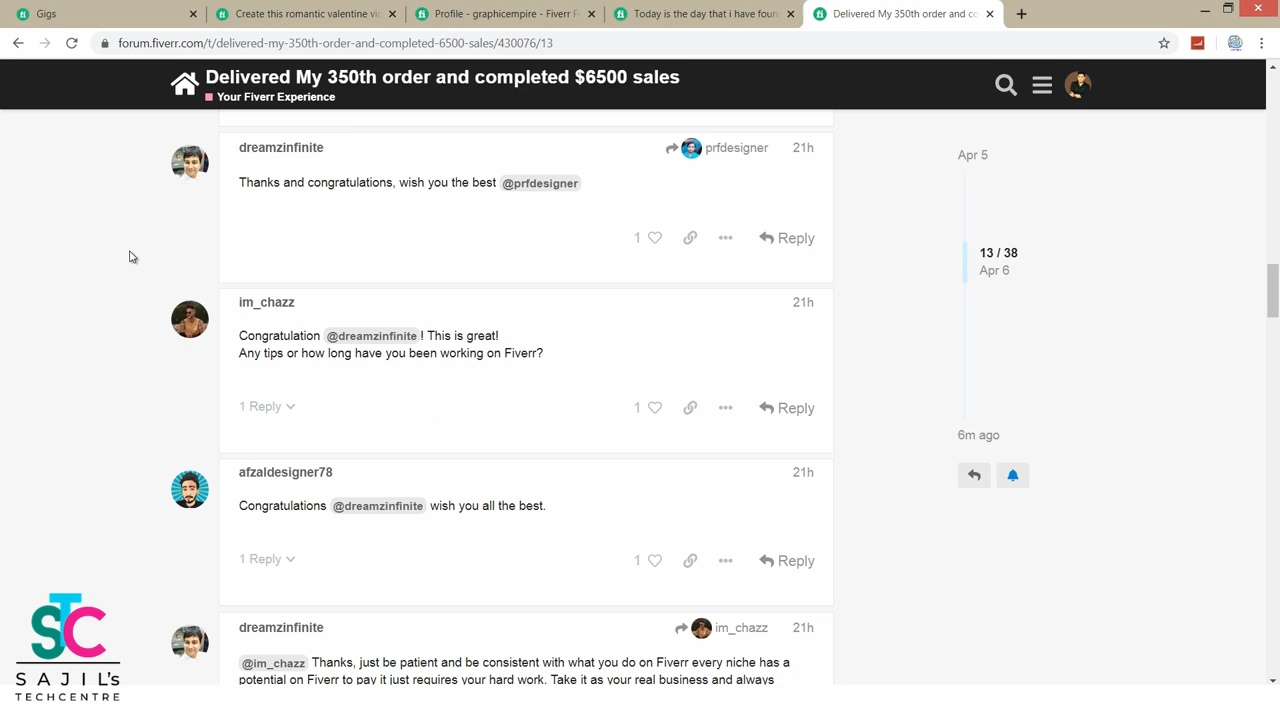 Gigs
Create this romantic valentine vi
Profile - graphicempire - Fiverr F
Today is the day that i have foun
Delivered My 350th order and co
forum.fiverr.com/t/delivered-my-350th-order-and-completed-6500-sales/430076/13
Delivered My 350th order and completed $6500 sales
Your Fiverr Experience
dreamzinfinite
prfdesigner 21h
Thanks and congratulations, wish you the best @prfdesigner
1 Reply
im_chazz 21h
Congratulation @dreamzinfinite ! This is great!
Any tips or how long have you been working on Fiverr?
1 Reply 1 Reply
afzaldesigner78 21h
Congratulations @dreamzinfinite wish you all the best.
1 Reply 1 Reply
dreamzinfinite im_chazz 21h
@im_chazz Thanks, just be patient and be consistent with what you do on Fiverr every niche has a
potential on Fiverr to pay it just requires your hard work. Take it as your real business and always
Apr 5
13 / 38
Apr 6
6m ago
STC
SAJIL's
TECHCENTRE